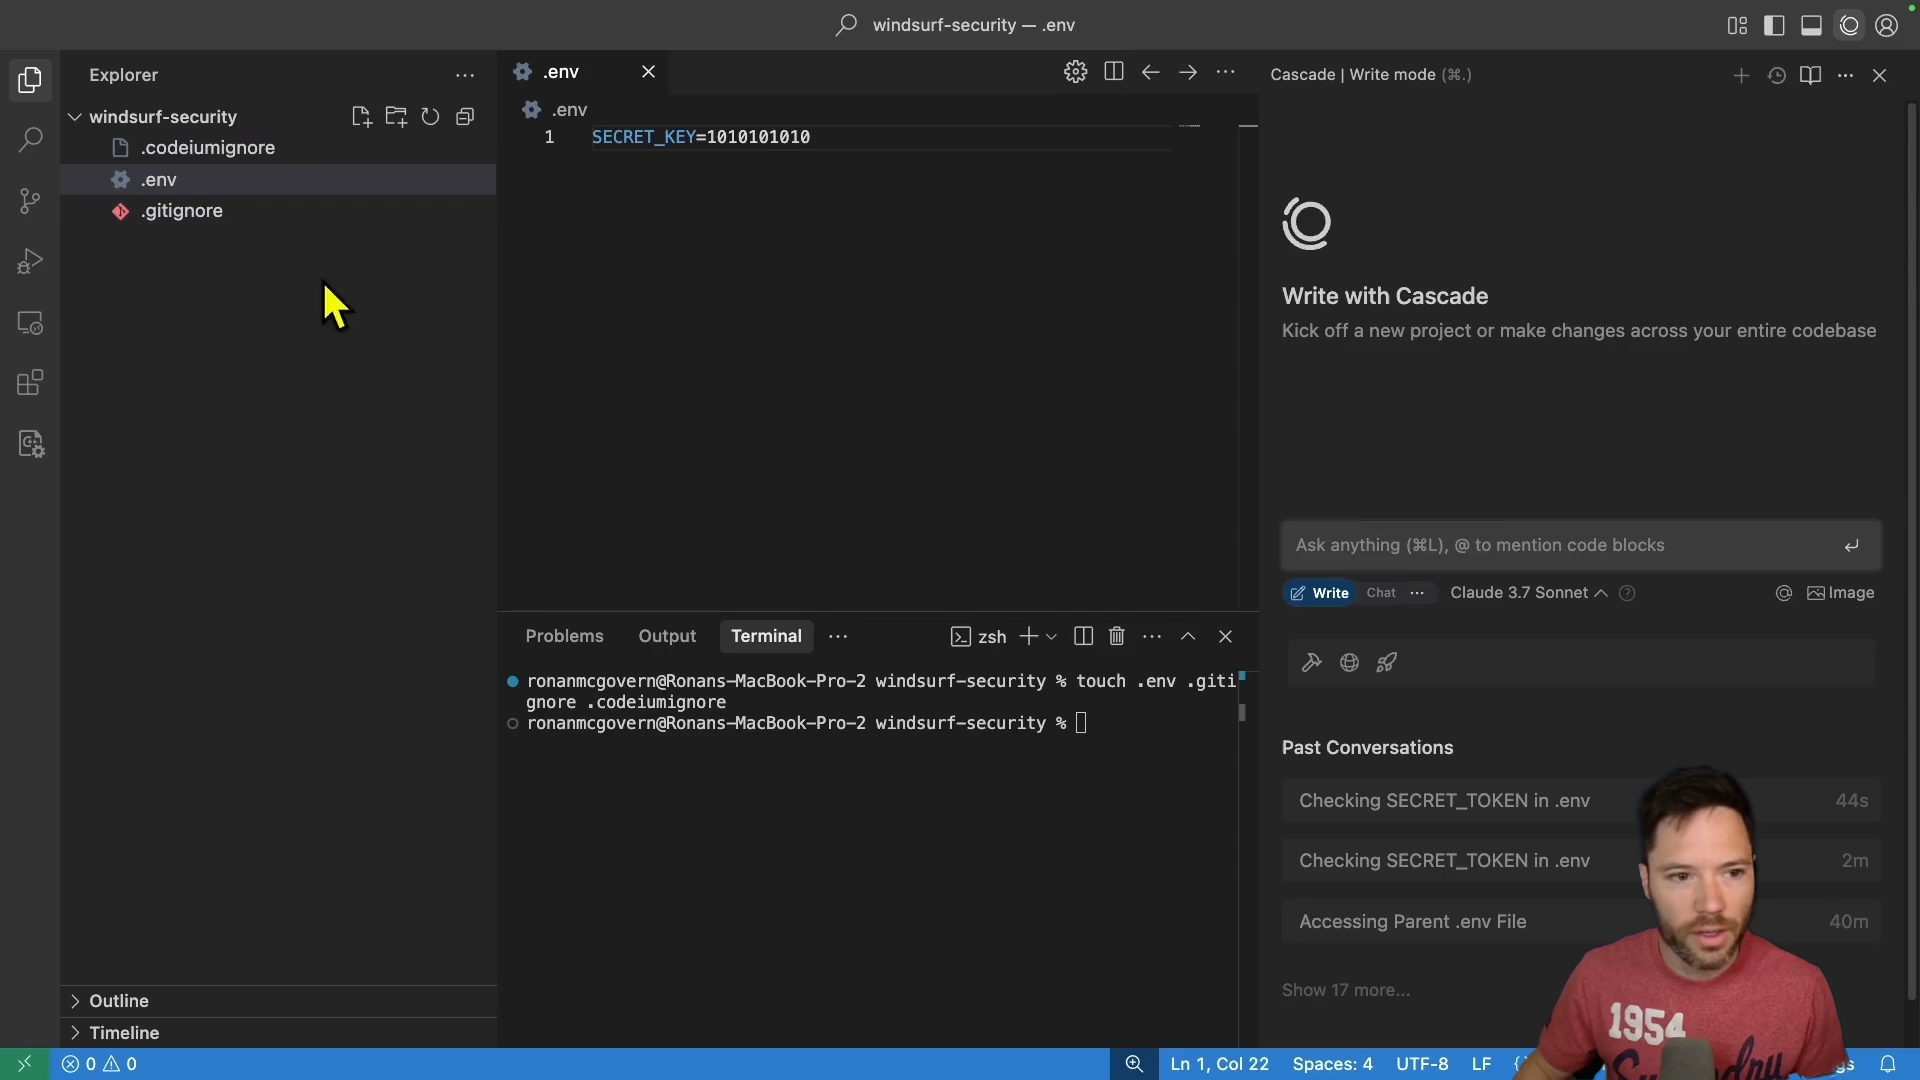 windsurf-security — .env
Explorer
windsurf-security
.codeiumignore
.env
.gitignore
Outline
Timeline
.env
.env
1 SECRET_KEY=1010101010
Problems Output Terminal
zsh
ronanmcgovern@Ronans-MacBook-Pro-2 windsurf-security % touch .env .giti
gnore .codeiumignore
ronanmcgovern@Ronans-MacBook-Pro-2 windsurf-security %
Cascade | Write mode (⌘.)
Write with Cascade
Kick off a new project or make changes across your entire codebase
Ask anything (⌘L), @ to mention code blocks
Write Chat Claude 3.7 Sonnet
Image
Past Conversations
Checking SECRET_TOKEN in .env 44s
Checking SECRET_TOKEN in .env 2m
Accessing Parent .env File 40m
Show 17 more...
1954
0 0
Ln 1, Col 22 Spaces: 4 UTF-8 LF